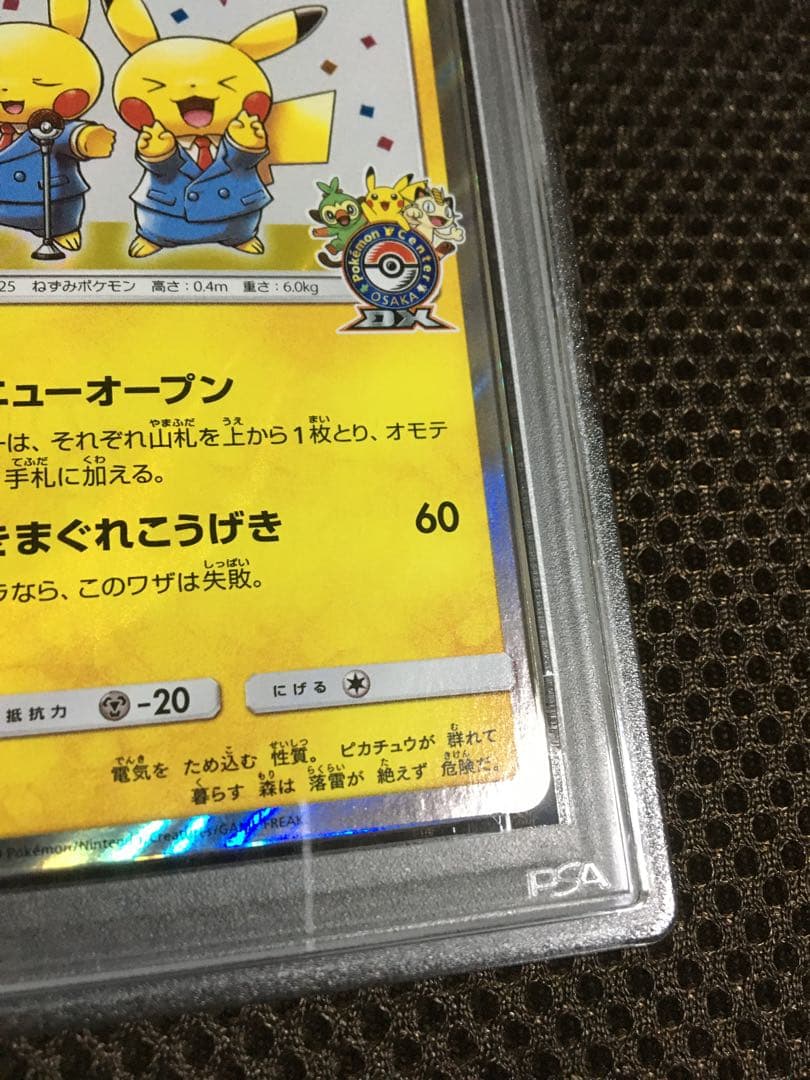 Pokémon Center
OSAKA
DX
25 ねずみポケモン 高さ：0.4m 重さ：6.0kg
ニューオープン
ーは、それぞれ山札を上から1枚とり、オモテ
手札に加える。
きまぐれこうげき 60
ラなら、このワザは失敗。
抵抗力 -20 にげる
電気を ため込む 性質。 ピカチュウが 群れて
暮らす 森は 落雷が 絶えず 危険だ。
Pokémon/Nintendo/Creatures/GAME FREAK
PSA